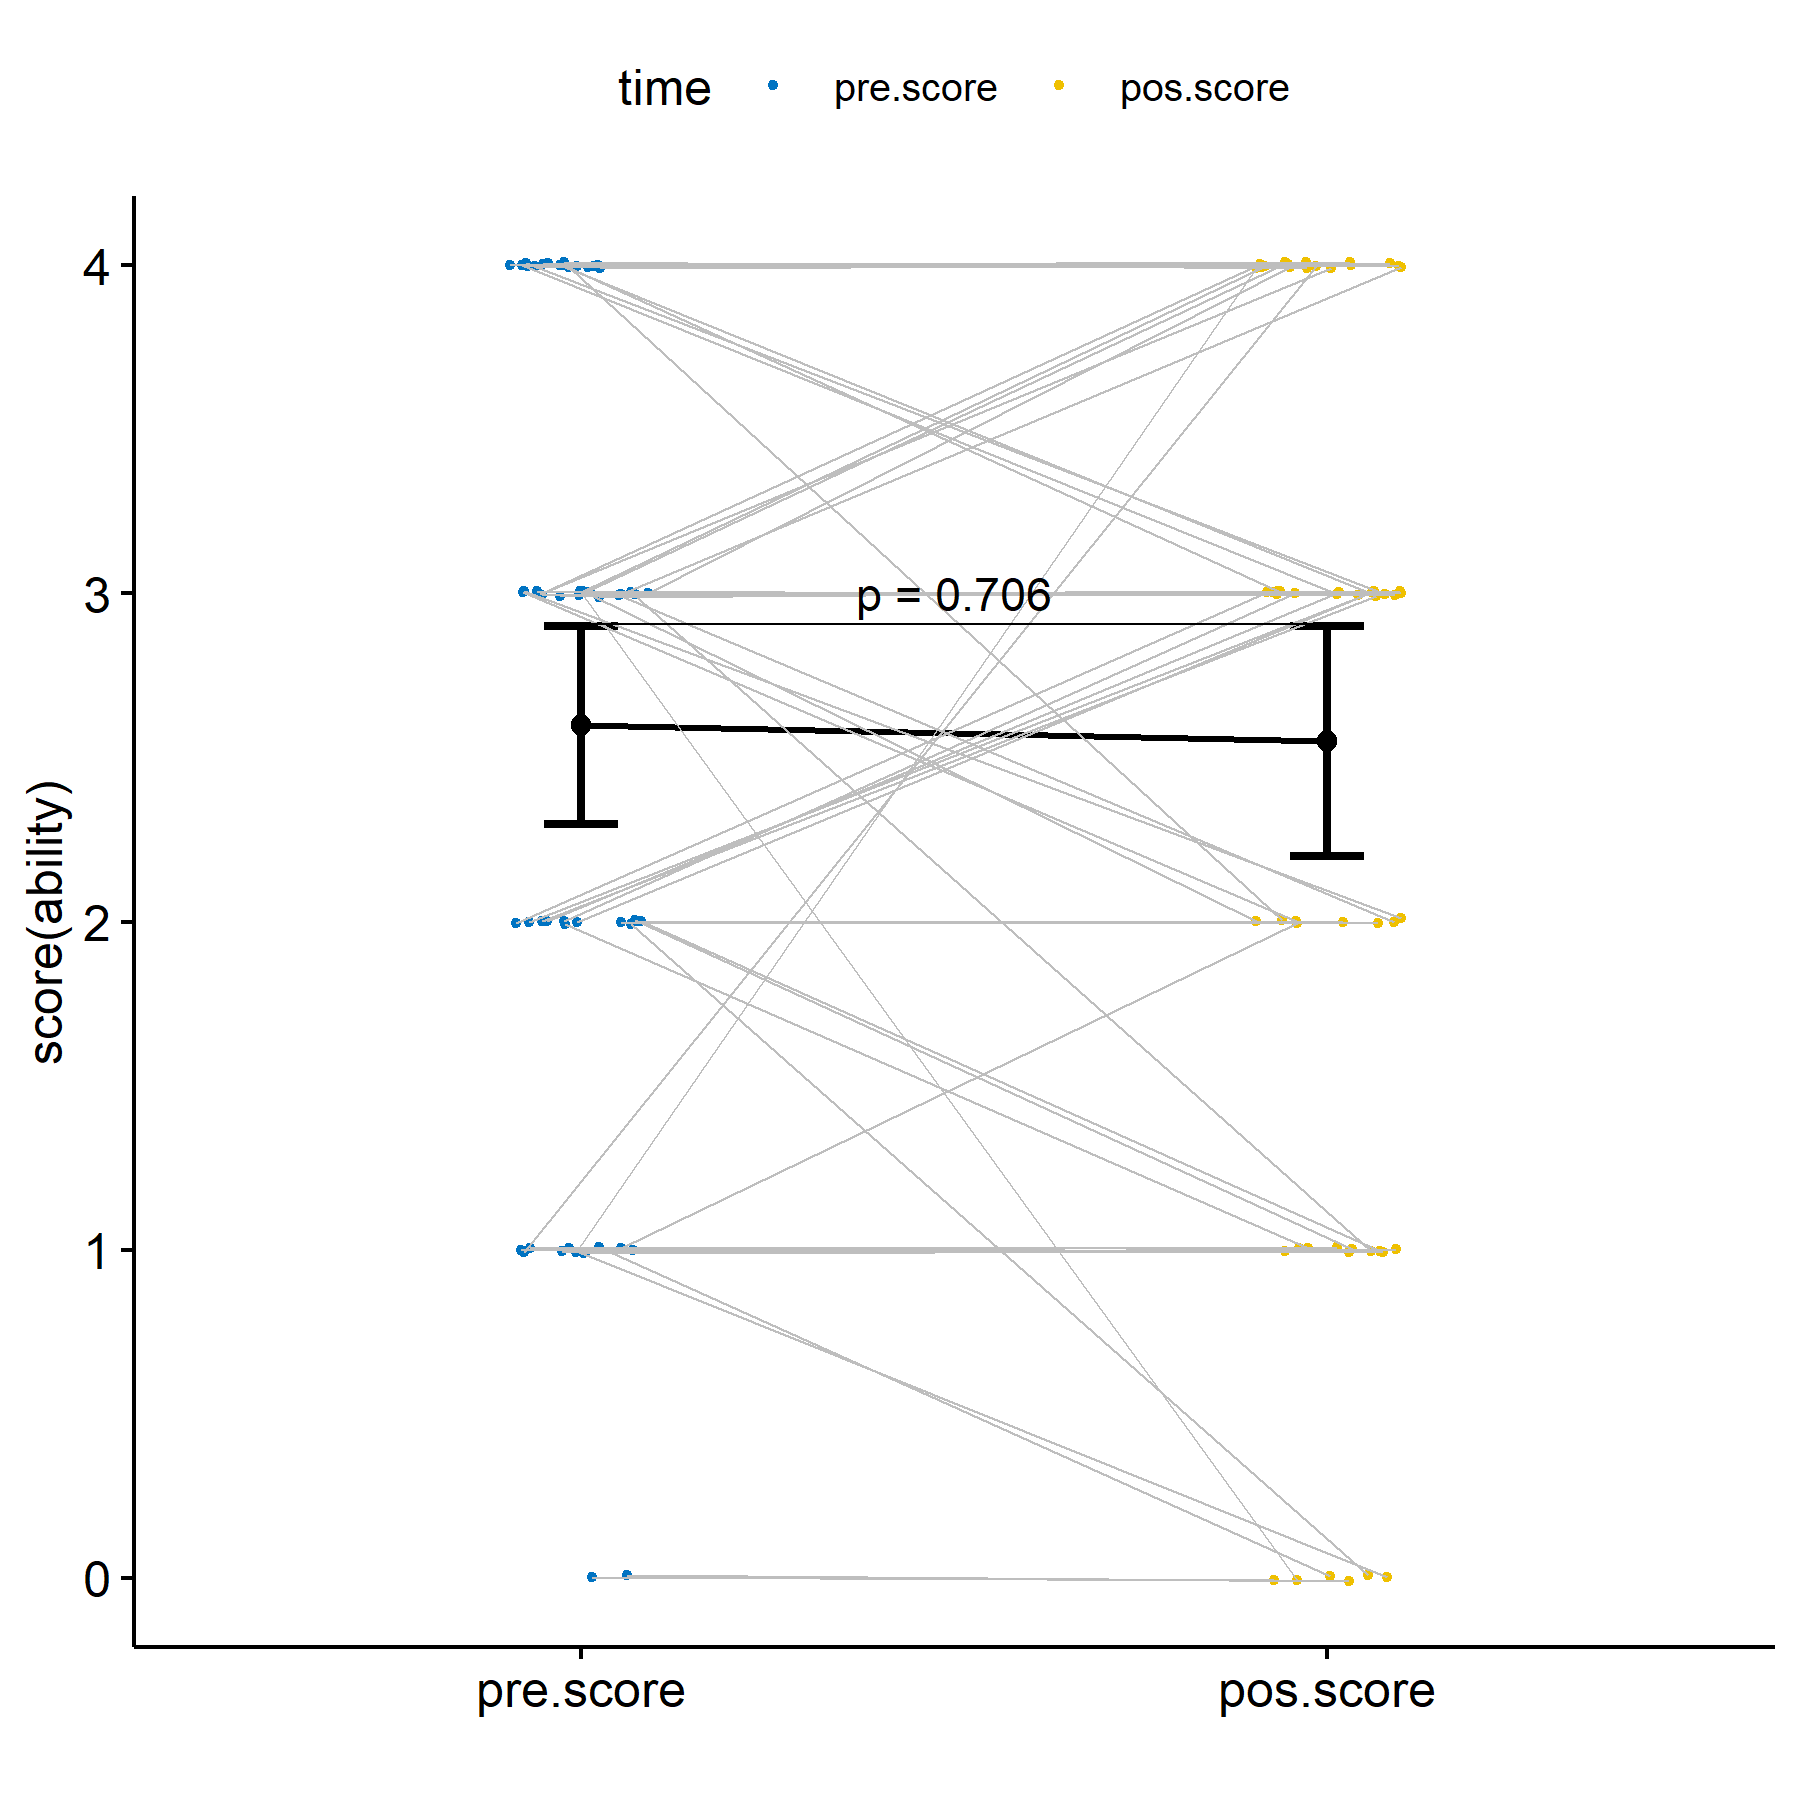 time pre.score pos.score
4
3
p = 0.706
score(ability)
2
1
0
pre.score pos.score